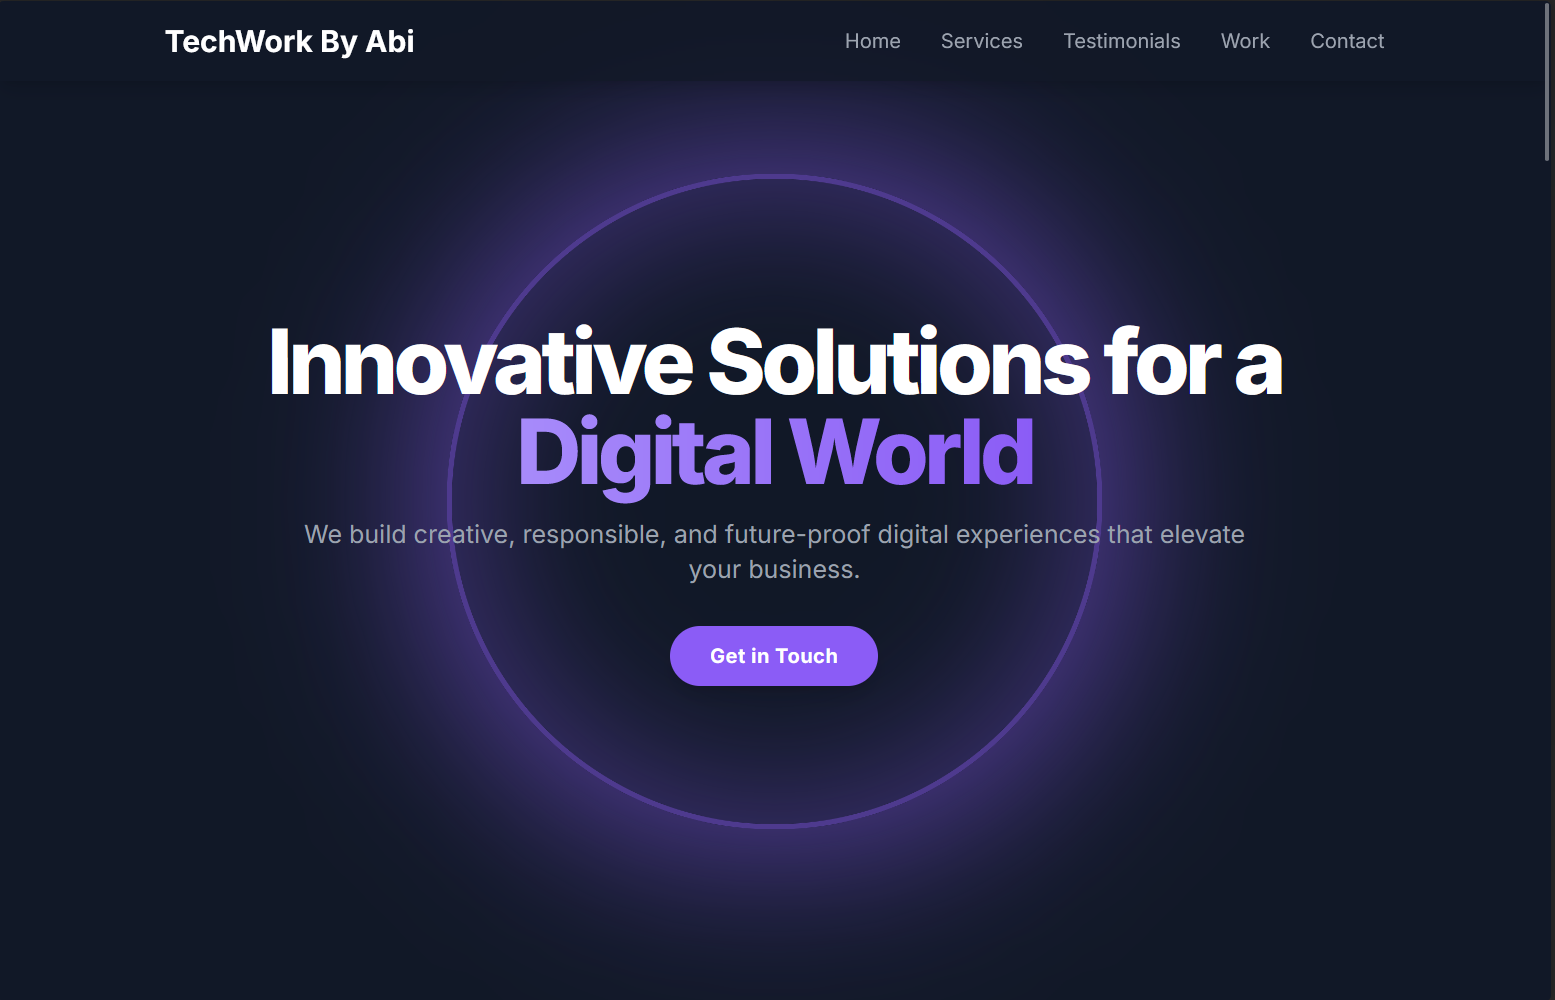 TechWork By Abi
Home Services Testimonials Work Contact
Innovative Solutions for a
Digital World
We build creative, responsible, and future-proof digital experiences that elevate
your business.
Get in Touch